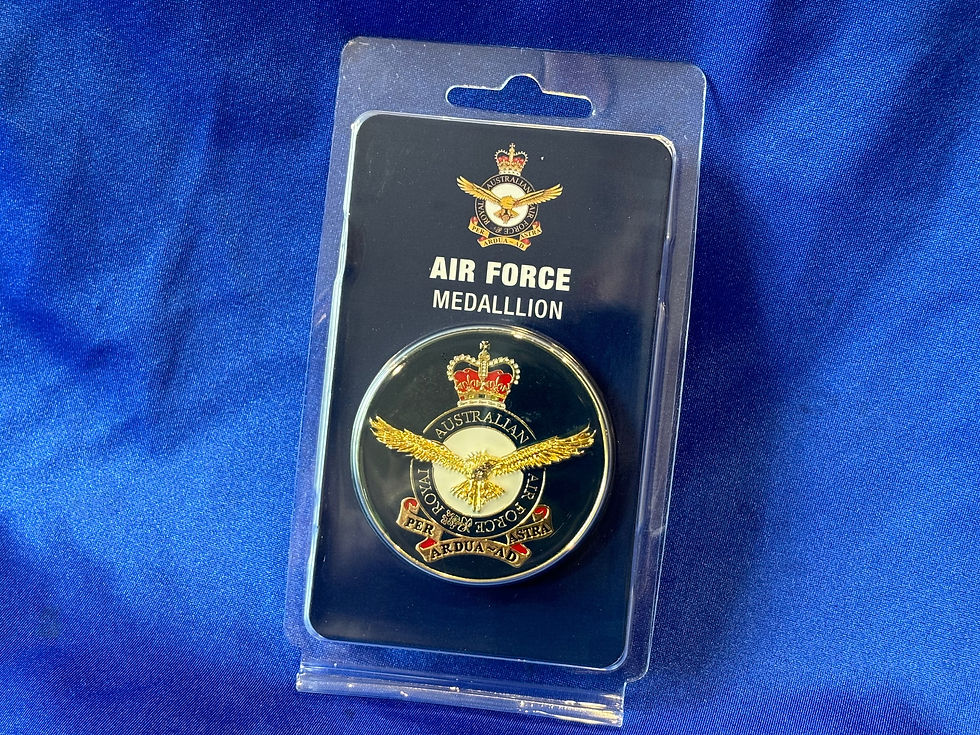 ROYAL AUSTRALIAN AIR FORCE
PER ARDUA AD ASTRA
AIR FORCE
MEDALLLION
ROYAL AUSTRALIAN AIR FORCE
PER ARDUA AD ASTRA